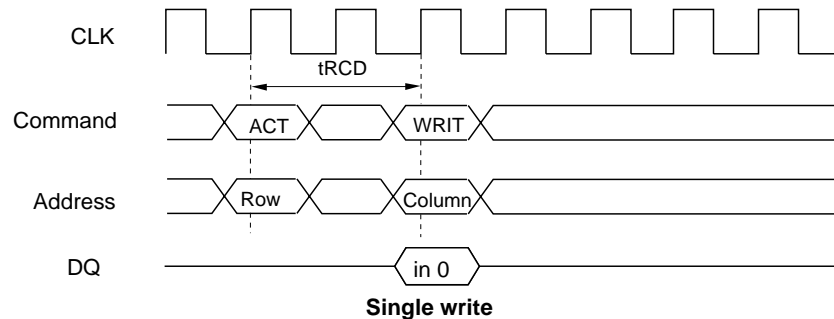 CLK
tRCD
Command ACT WRIT
Address Row Column
DQ in 0
Single write